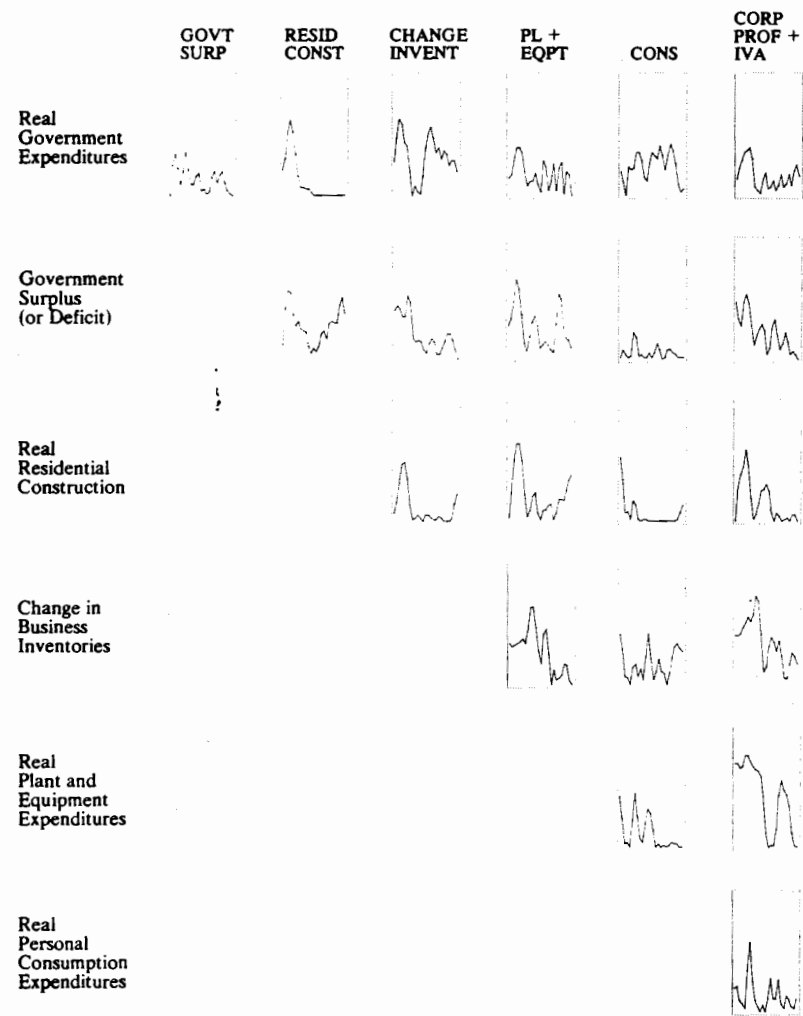 GOVT SURP
RESID CONST
CHANGE INVENT
PL + EQPT
CONS
CORP PROF + IVA
Real
Government
Expenditures
Government
Surplus
(or Deficit)
Real
Residential
Construction
Change in
Business
Inventories
Real
Plant and
Equipment
Expenditures
Real
Personal
Consumption
Expenditures